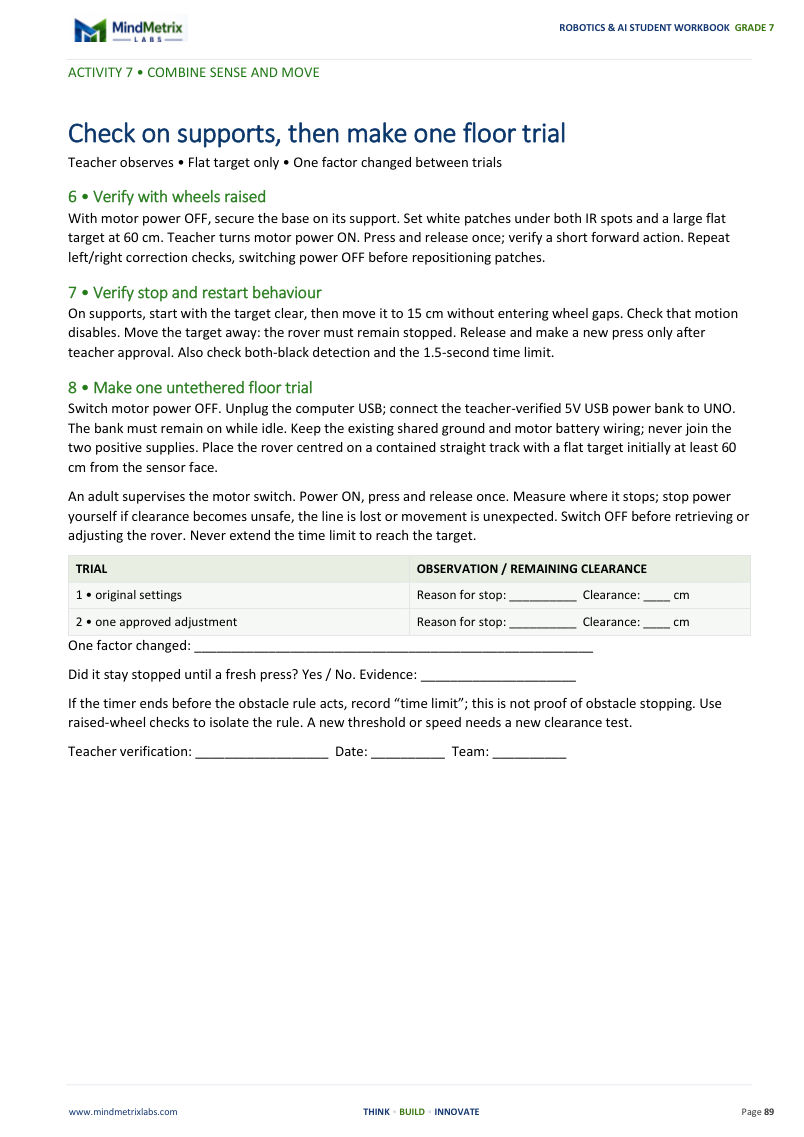 MindMetrix
LABS
ROBOTICS & AI STUDENT WORKBOOK GRADE 7
ACTIVITY 7 • COMBINE SENSE AND MOVE
Check on supports, then make one floor trial
Teacher observes • Flat target only • One factor changed between trials
6 • Verify with wheels raised
With motor power OFF, secure the base on its support. Set white patches under both IR spots and a large flat
target at 60 cm. Teacher turns motor power ON. Press and release once; verify a short forward action. Repeat
left/right correction checks, switching power OFF before repositioning patches.
7 • Verify stop and restart behaviour
On supports, start with the target clear, then move it to 15 cm without entering wheel gaps. Check that motion
disables. Move the target away: the rover must remain stopped. Release and make a new press only after
teacher approval. Also check both-black detection and the 1.5-second time limit.
8 • Make one untethered floor trial
Switch motor power OFF. Unplug the computer USB; connect the teacher-verified 5V USB power bank to UNO.
The bank must remain on while idle. Keep the existing shared ground and motor battery wiring; never join the
two positive supplies. Place the rover centred on a contained straight track with a flat target initially at least 60
cm from the sensor face.
An adult supervises the motor switch. Power ON, press and release once. Measure where it stops; stop power
yourself if clearance becomes unsafe, the line is lost or movement is unexpected. Switch OFF before retrieving or
adjusting the rover. Never extend the time limit to reach the target.
TRIAL OBSERVATION / REMAINING CLEARANCE
1 • original settings Reason for stop: __________ Clearance: ____ cm
2 • one approved adjustment Reason for stop: __________ Clearance: ____ cm
One factor changed: ______________________________________________________
Did it stay stopped until a fresh press? Yes / No. Evidence: _____________________
If the timer ends before the obstacle rule acts, record “time limit”; this is not proof of obstacle stopping. Use
raised-wheel checks to isolate the rule. A new threshold or speed needs a new clearance test.
Teacher verification: __________________ Date: __________ Team: __________
www.mindmetrixlabs.com THINK • BUILD • INNOVATE Page 89